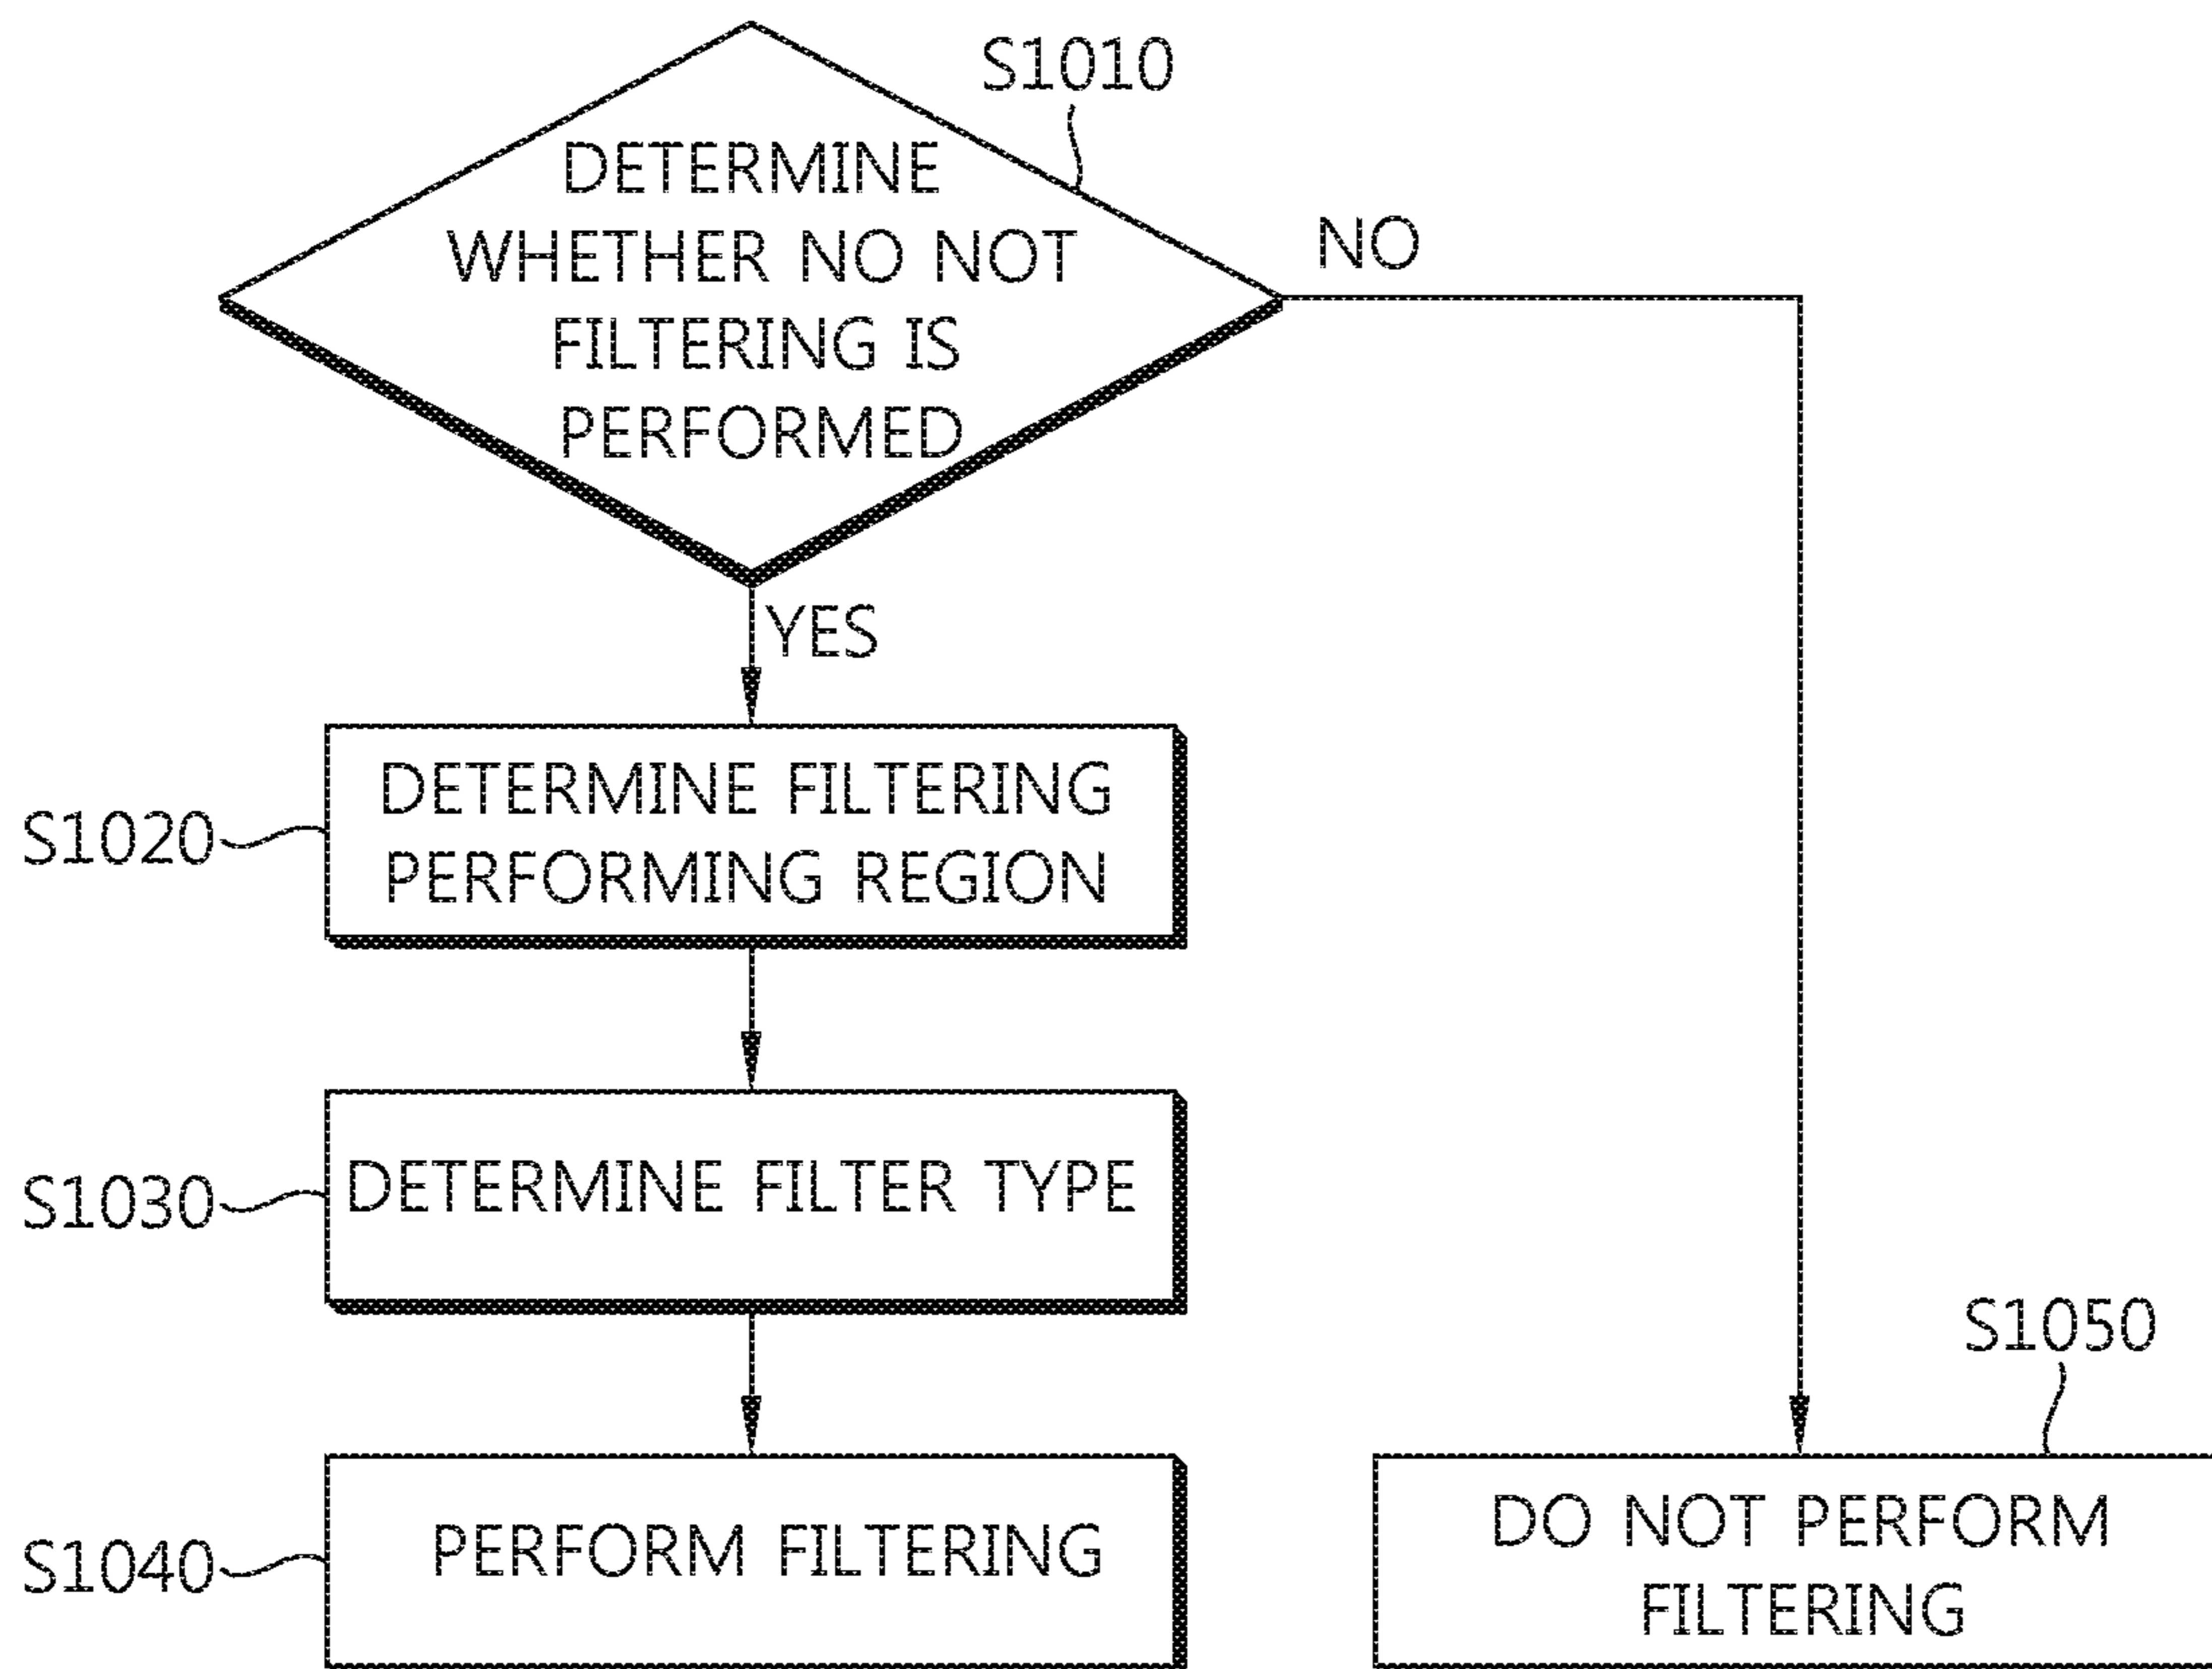 S1010
DETERMINE
WHETHER NO NOT
FILTERING IS
PERFORMED
NO
YES
S1020
DETERMINE FILTERING
PERFORMING REGION
S1030
DETERMINE FILTER TYPE
S1040
PERFORM FILTERING
S1050
DO NOT PERFORM
FILTERING